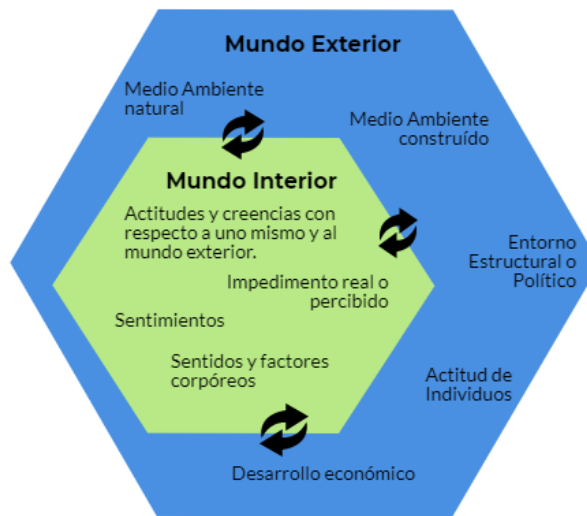 Mundo Exterior
Medio Ambiente
natural
Medio Ambiente
construído
Mundo Interior
Actitudes y creencias con
respecto a uno mismo y al
mundo exterior.
Impedimento real o
percibido
Sentimientos
Sentidos y factores
corpóreos
Entorno
Estructural o
Político
Actitud de
Individuos
Desarrollo económico